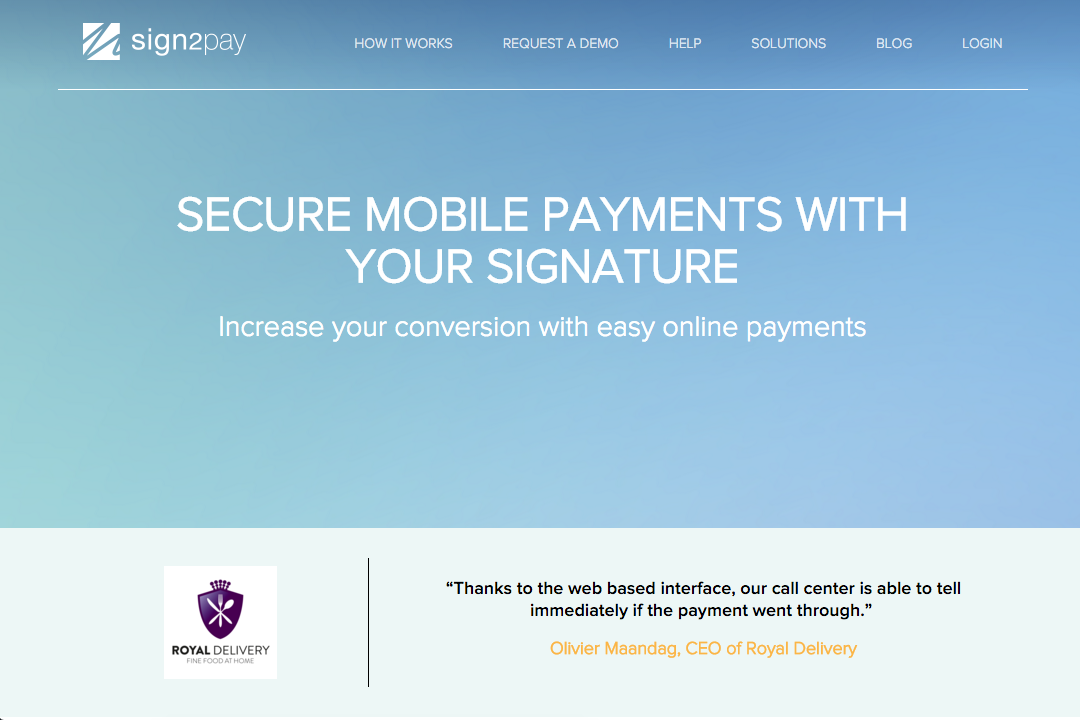 sign2pay
HOW IT WORKS
REQUEST A DEMO
HELP
SOLUTIONS
BLOG
LOGIN
SECURE MOBILE PAYMENTS WITH
YOUR SIGNATURE
Increase your conversion with easy online payments
ROYAL DELIVERY
FINE FOOD AT HOME
“Thanks to the web based interface, our call center is able to tell
immediately if the payment went through.”
Olivier Maandag, CEO of Royal Delivery